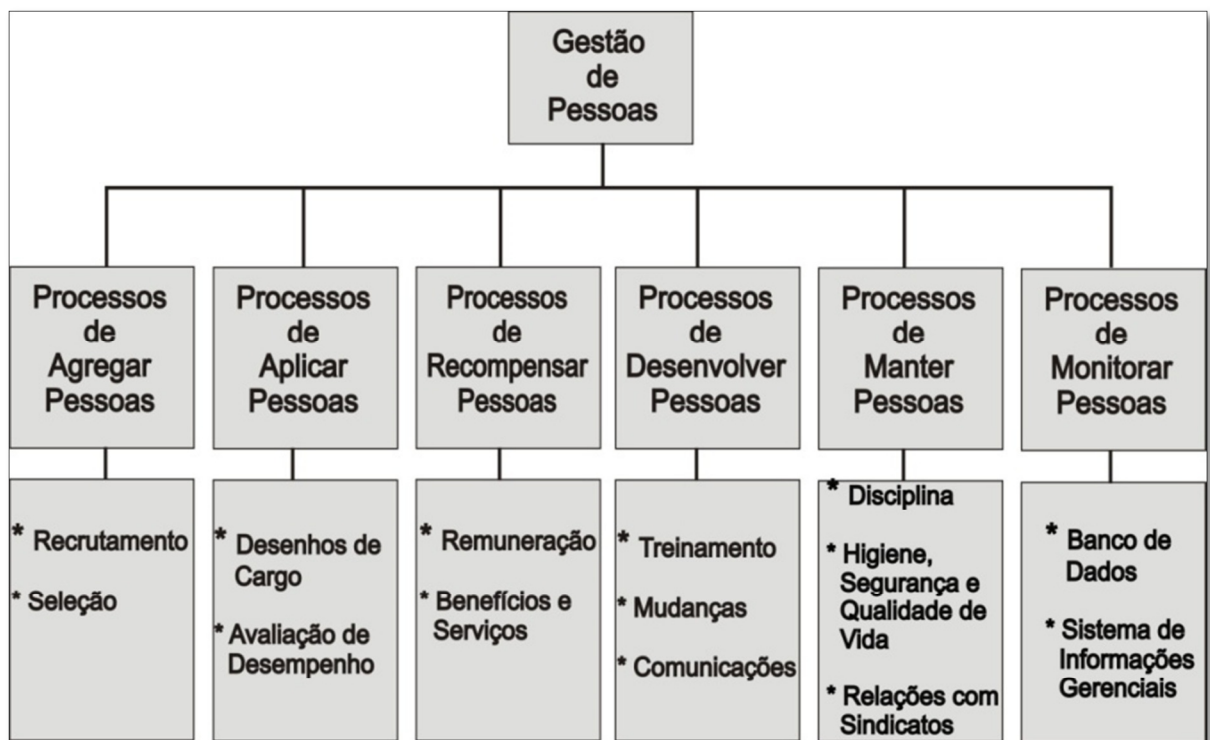 Gestão
de
Pessoas
Processos
de
Agregar
Pessoas
Processos
de
Aplicar
Pessoas
Processos
de
Recompensar
Pessoas
Processos
de
Desenvolver
Pessoas
Processos
de
Manter
Pessoas
Processos
de
Monitorar
Pessoas
* Recrutamento
* Seleção
* Desenhos de
Cargo
* Avaliação de
Desempenho
* Remuneração
* Benefícios e
Serviços
* Treinamento
* Mudanças
* Comunicações
* Disciplina
* Higiene,
Segurança e
Qualidade de
Vida
* Relações com
Sindicatos
* Banco de
Dados
* Sistema de
Informações
Gerenciais